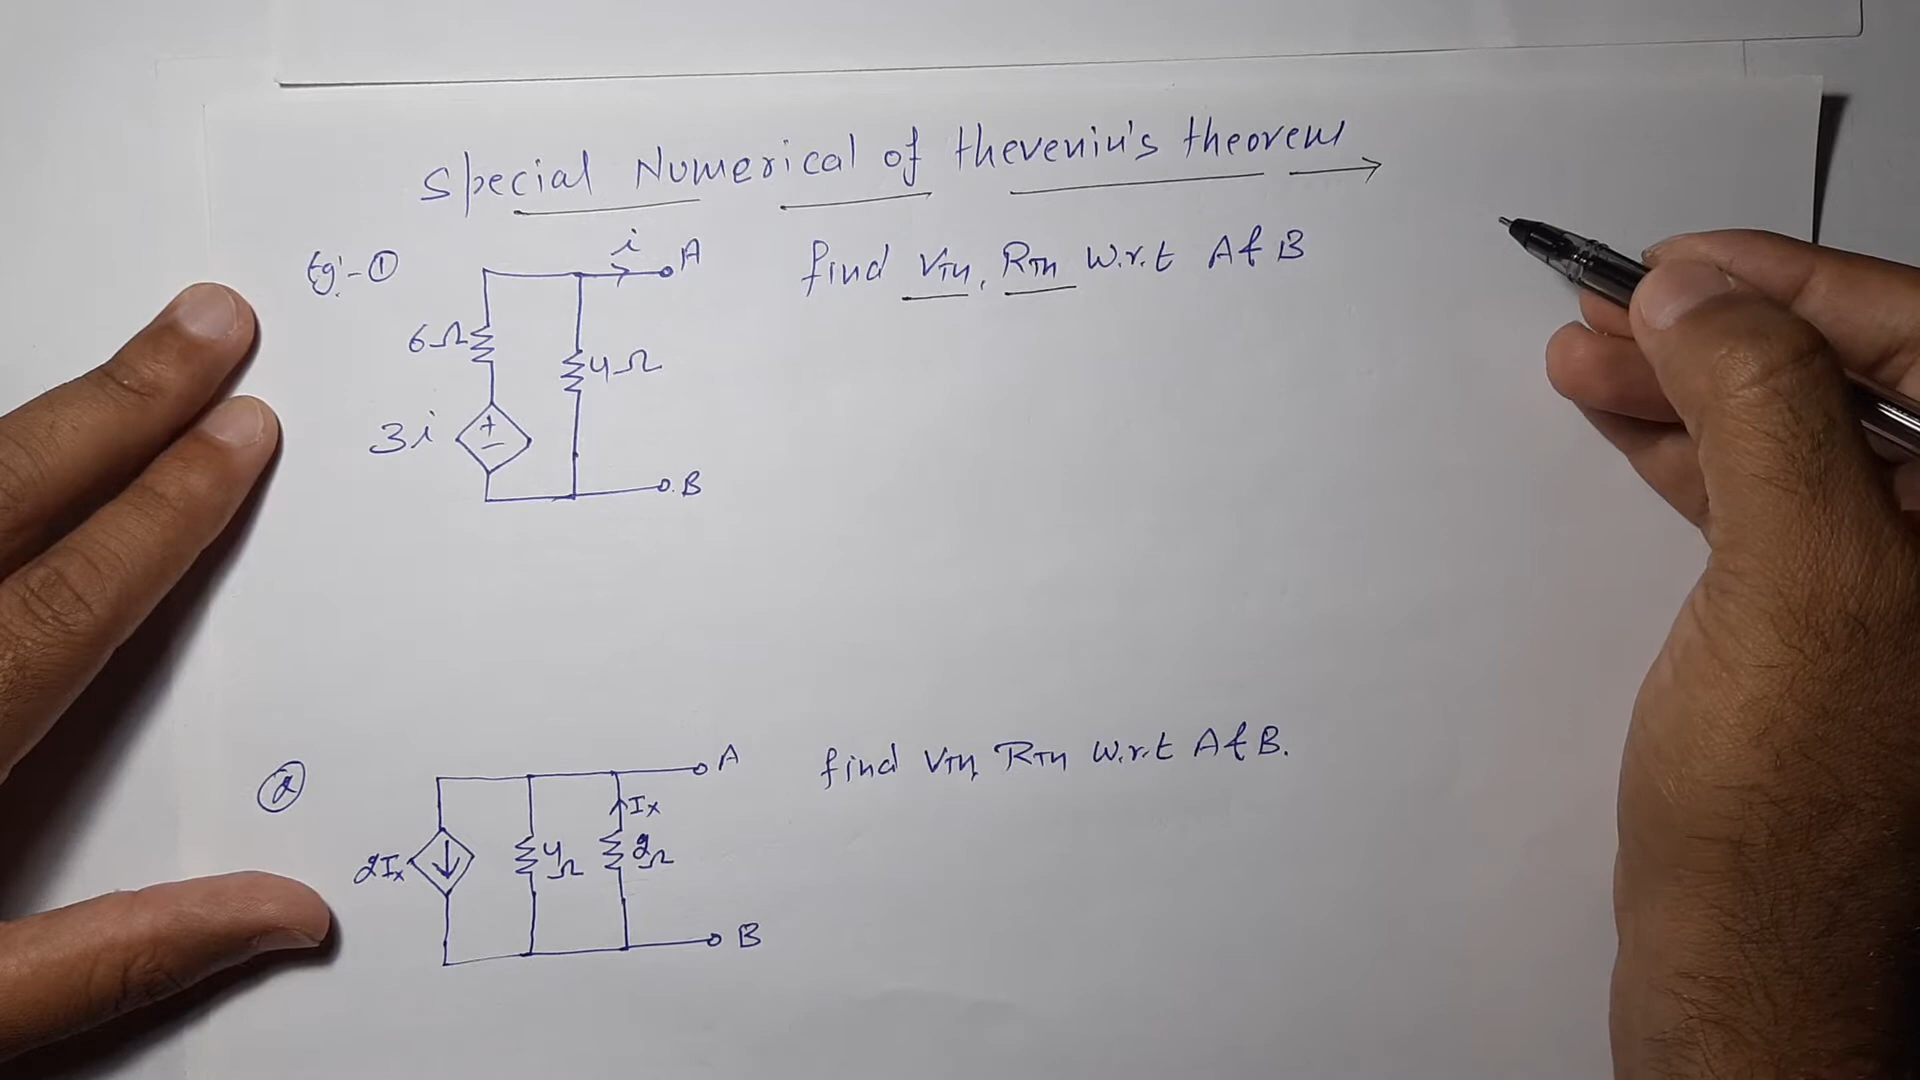 Special Numerical of thevenin's theorem
Eg:- ①
i
A
find VTH, RTH w.r.t A & B
6Ω
4Ω
3i
+
-
B
②
A
find VTH RTH w.r.t A & B.
Ix
2Ix
4Ω
2Ω
B